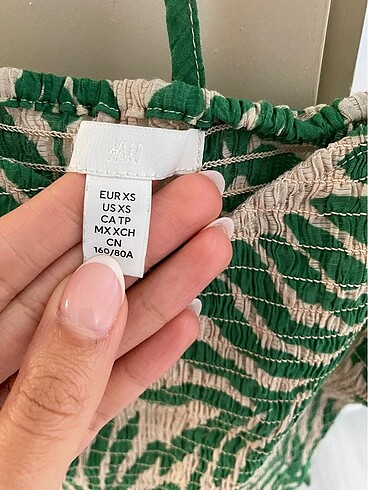 H&M
EUR XS
US XS
CA TP
MX XCH
CN
160/80A